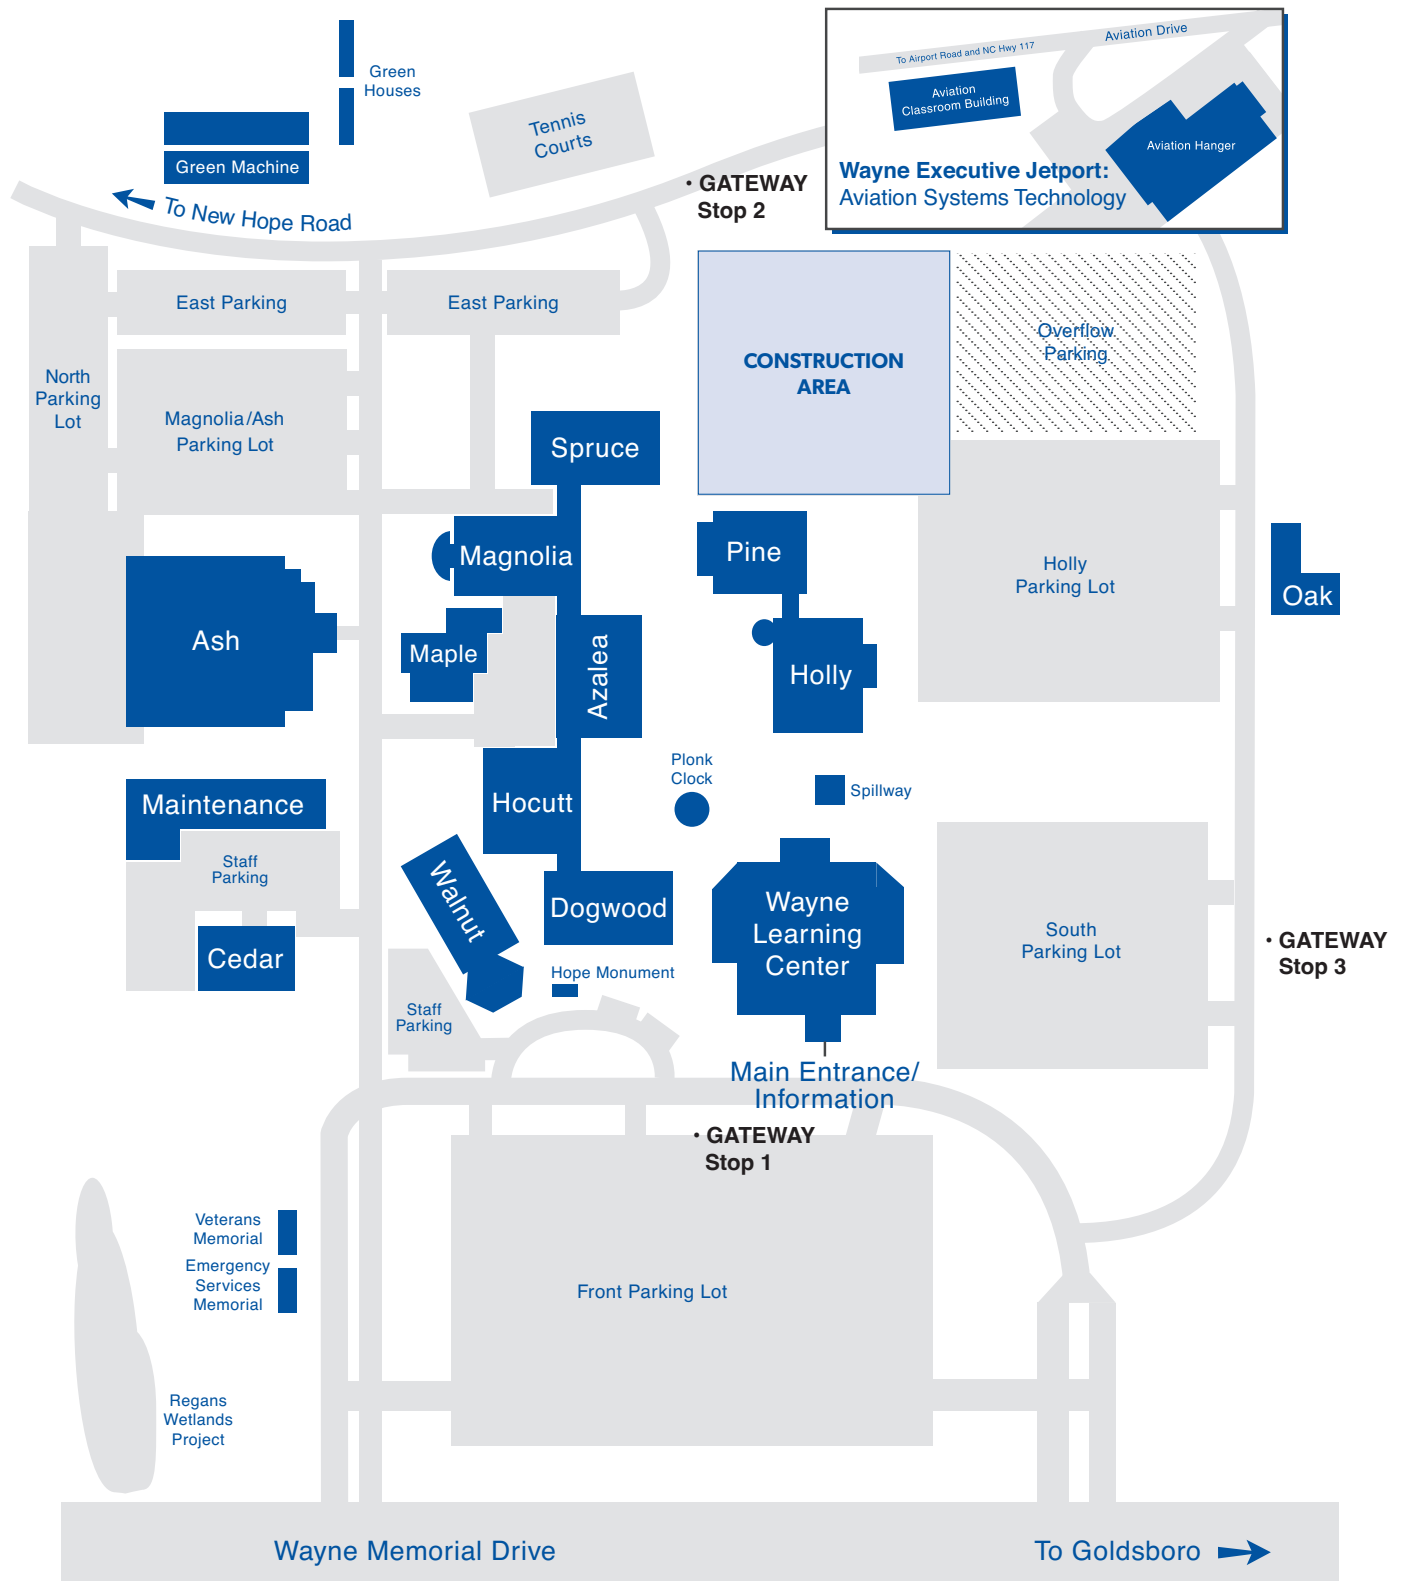 To Airport Road and NC Hwy 117
Aviation Drive
Aviation
Classroom Building
Aviation Hanger
Wayne Executive Jetport:
Aviation Systems Technology
Green
Houses
Green Machine
To New Hope Road
Tennis
Courts
• GATEWAY
Stop 2
East Parking
East Parking
North
Parking
Lot
Magnolia/Ash
Parking Lot
CONSTRUCTION
AREA
Overflow
Parking
Spruce
Magnolia
Pine
Holly
Parking Lot
Oak
Ash
Maple
Azalea
Holly
Plonk
Clock
Spillway
Maintenance
Hocutt
Staff
Parking
Walnut
Dogwood
Wayne
Learning
Center
South
Parking Lot
• GATEWAY
Stop 3
Cedar
Hope Monument
Staff
Parking
Main Entrance/
Information
• GATEWAY
Stop 1
Veterans
Memorial
Emergency
Services
Memorial
Front Parking Lot
Regans
Wetlands
Project
Wayne Memorial Drive
To Goldsboro